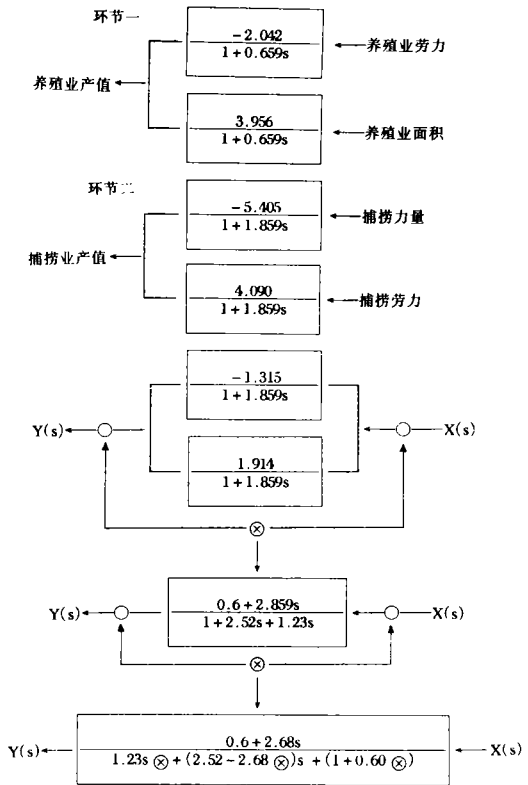 环节一
-2.042
1+0.659s
养殖业劳力
养殖业产值
3.956
1+0.659s
养殖业面积
环节二
-5.405
1+1.859s
捕捞力量
捕捞业产值
4.090
1+1.859s
捕捞劳力
-1.315
1+1.859s
Y(s)
X(s)
1.914
1+1.859s
⊗
Y(s)
0.6+2.859s
1+2.52s+1.23s
X(s)
⊗
Y(s)
0.6+2.68s
1.23s ⊗ +(2.52-2.68 ⊗)s +(1+0.60 ⊗)
X(s)